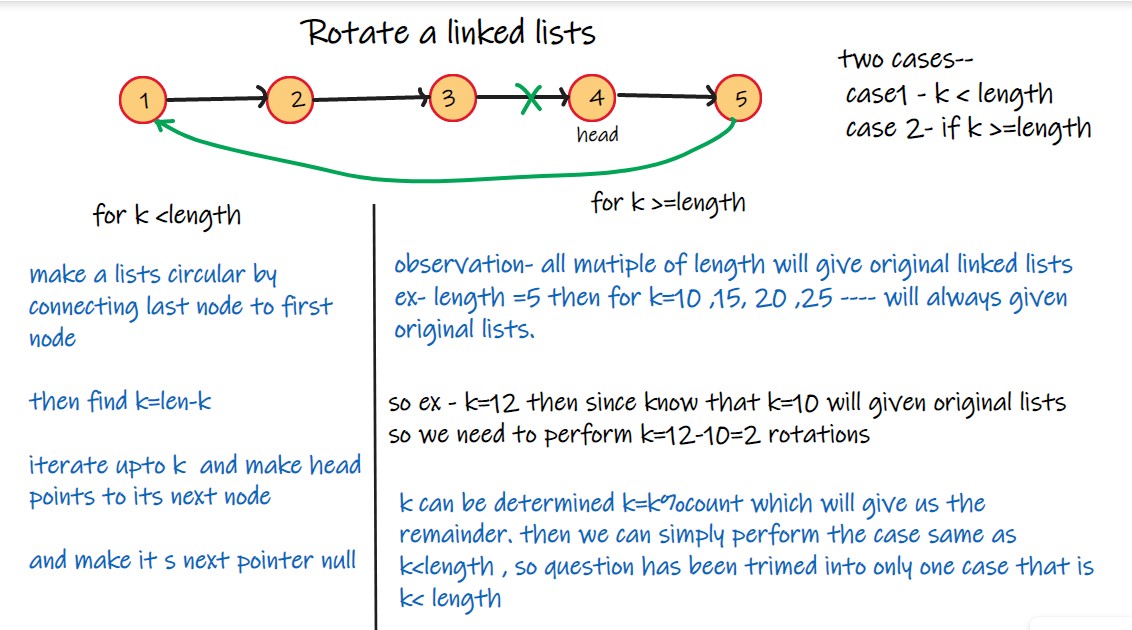 Rotate a linked lists
1 2 3 4 5
head
two cases--
case1 - k < length
case 2- if k >=length
for k <length
make a lists circular by
connecting last node to first
node
then find k=len-k
iterate upto k and make head
points to its next node
and make it s next pointer null
for k >=length
observation- all mutiple of length will give original linked lists
ex- length =5 then for k=10 ,15, 20 ,25 ---- will always given
original lists.
so ex - k=12 then since know that k=10 will given original lists
so we need to perform k=12-10=2 rotations
k can be determined k=k%count which will give us the
remainder. then we can simply perform the case same as
k<length , so question has been trimed into only one case that is
k< length